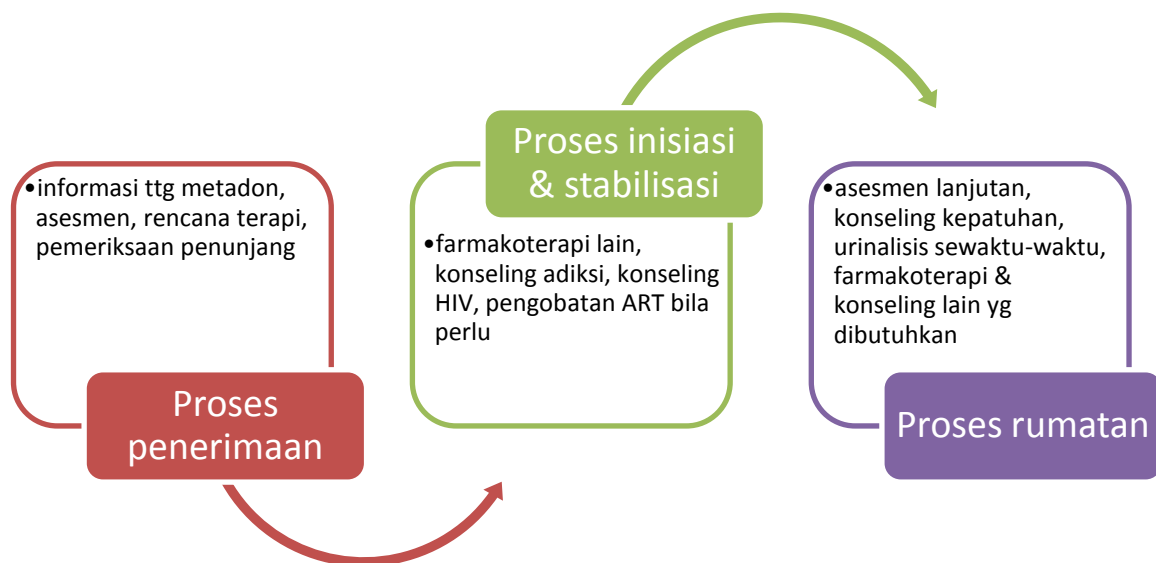 •informasi ttg metadon,
asesmen, rencana terapi,
pemeriksaan penunjang
Proses
penerimaan
Proses inisiasi
& stabilisasi
•farmakoterapi lain,
konseling adiksi, konseling
HIV, pengobatan ART bila
perlu
•asesmen lanjutan,
konseling kepatuhan,
urinalisis sewaktu-waktu,
farmakoterapi &
konseling lain yg
dibutuhkan
Proses rumatan